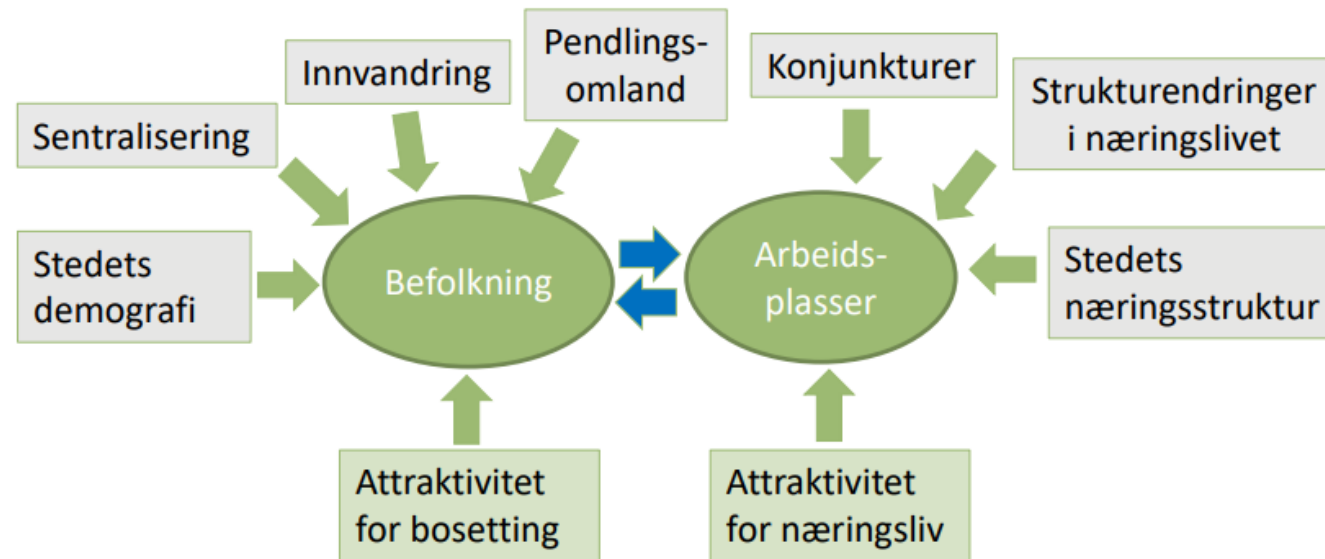 Pendlings-
omland
Innvandring
Konjunkturer
Strukturendringer
i næringslivet
Sentralisering
Stedets
demografi
Befolkning
Arbeids-
plasser
Stedets
næringsstruktur
Attraktivitet
for bosetting
Attraktivitet
for næringsliv